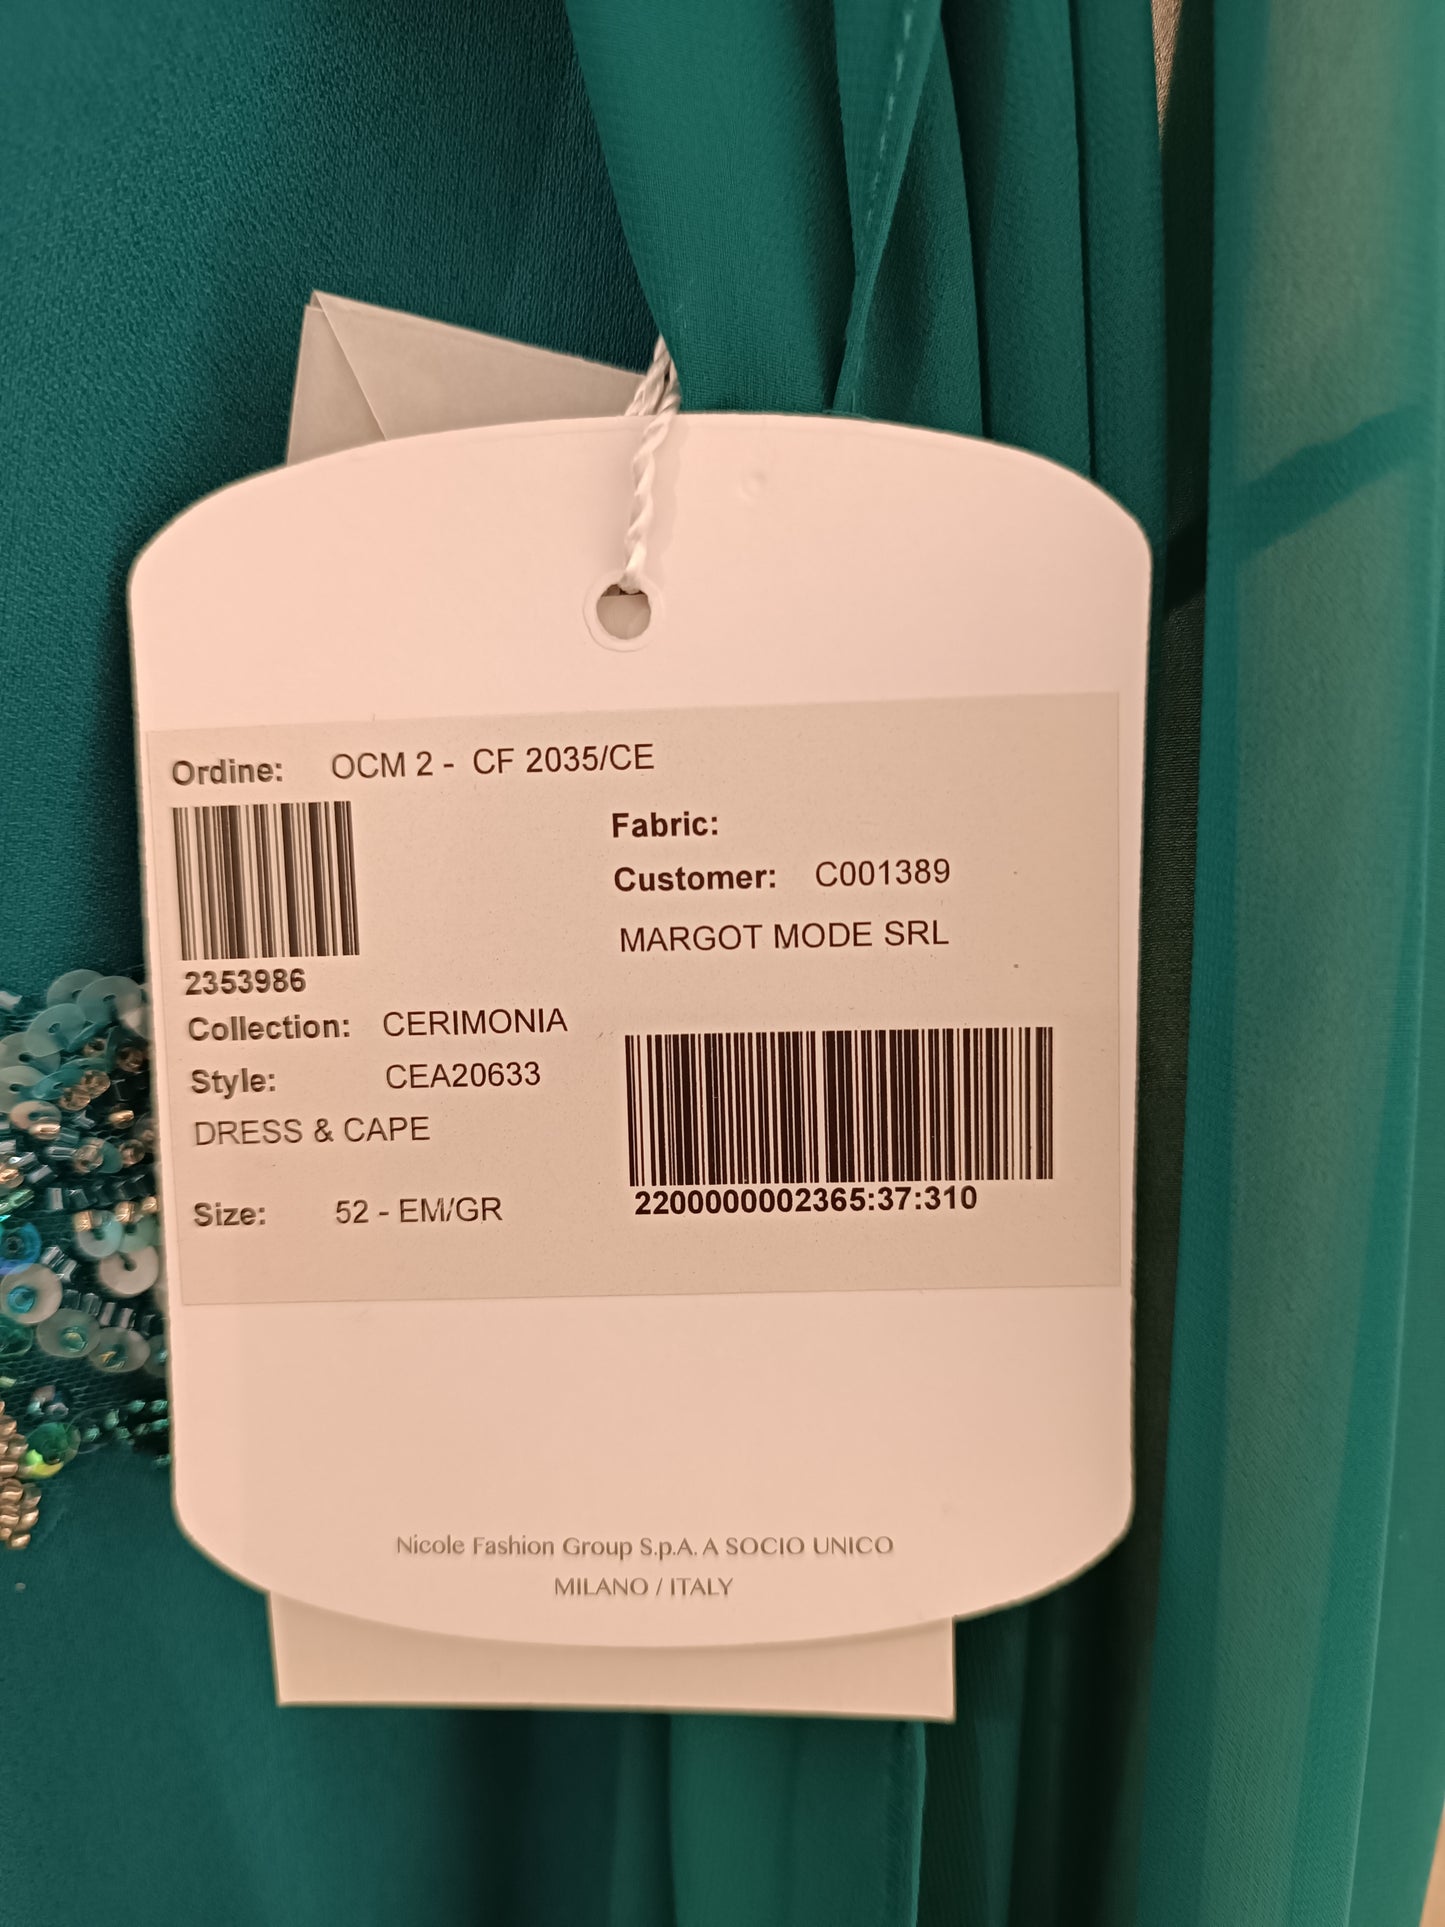 Ordine: OCM 2 - CF 2035/CE
Fabric:
Customer: C001389
MARGOT MODE SRL
2353986
Collection: CERIMONIA
Style: CEA20633
DRESS & CAPE
2200000002365:37:310
Size: 52 - EM/GR
Nicole Fashion Group S.p.A. A SOCIO UNICO
MILANO / ITALY